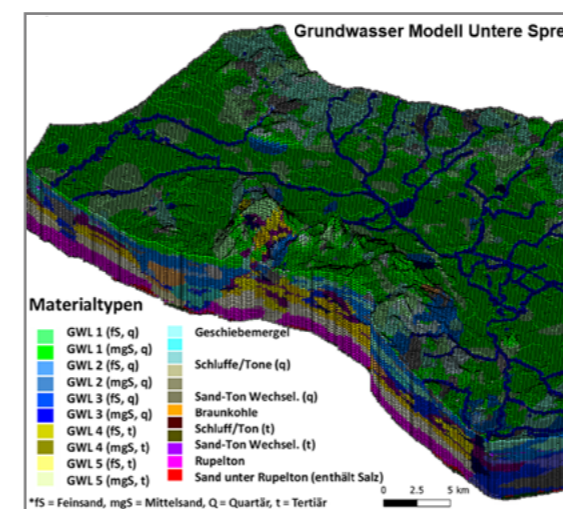 Grundwasser Modell Untere Spre
Materialtypen
GWL 1 (fS, q)
GWL 1 (mgS, q)
GWL 2 (fS, q)
GWL 2 (mgS, q)
GWL 3 (fS, q)
GWL 3 (mgS, q)
GWL 4 (fS, t)
GWL 4 (mgS, t)
GWL 5 (fS, t)
GWL 5 (mgS, t)
Geschiebemergel
Schluffe/Tone (q)
Sand-Ton Wechsel. (q)
Braunkohle
Schluff/Ton (t)
Sand-Ton Wechsel. (t)
Rupelton
Sand unter Rupelton (enthält Salz)
0 2.5 5 km
*fS = Feinsand, mgS = Mittelsand, Q = Quartär, t = Tertiär